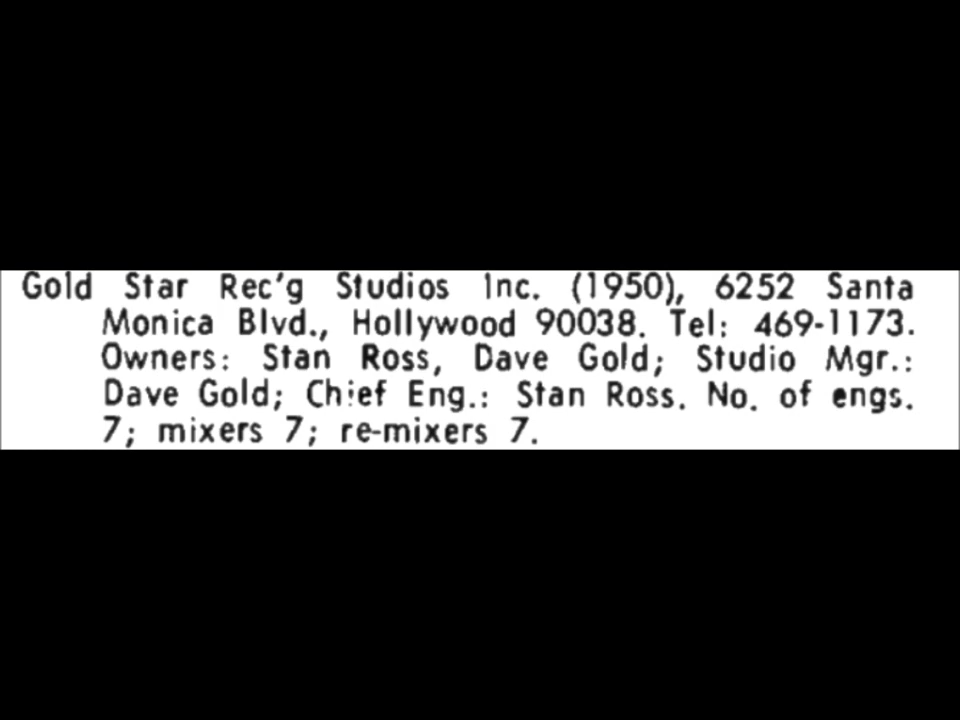 Gold Star Rec'g Studios Inc. (1950), 6252 Santa
Monica Blvd., Hollywood 90038. Tel: 469-1173.
Owners: Stan Ross, Dave Gold; Studio Mgr.:
Dave Gold; Chief Eng.: Stan Ross. No. of engs.
7; mixers 7; re-mixers 7.